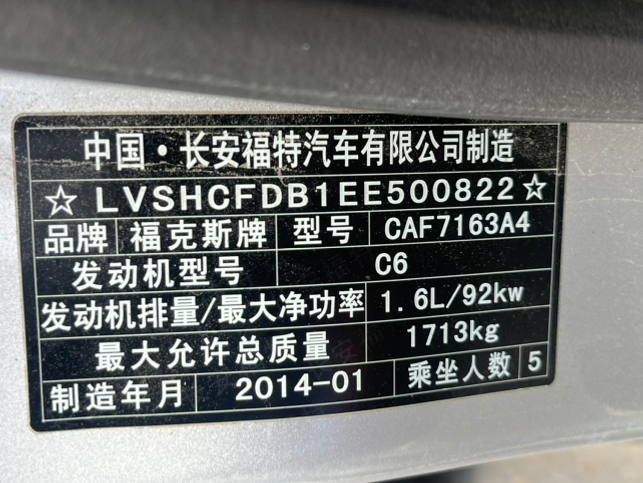 中国·长安福特汽车有限公司制造
☆LVSHCFDB1EE500822☆
品牌 福克斯牌 型号 CAF7163A4
发动机型号 C6
发动机排量/最大净功率 1.6L/92kw
最大允许总质量 1713kg
制造年月 2014-01 乘坐人数 5